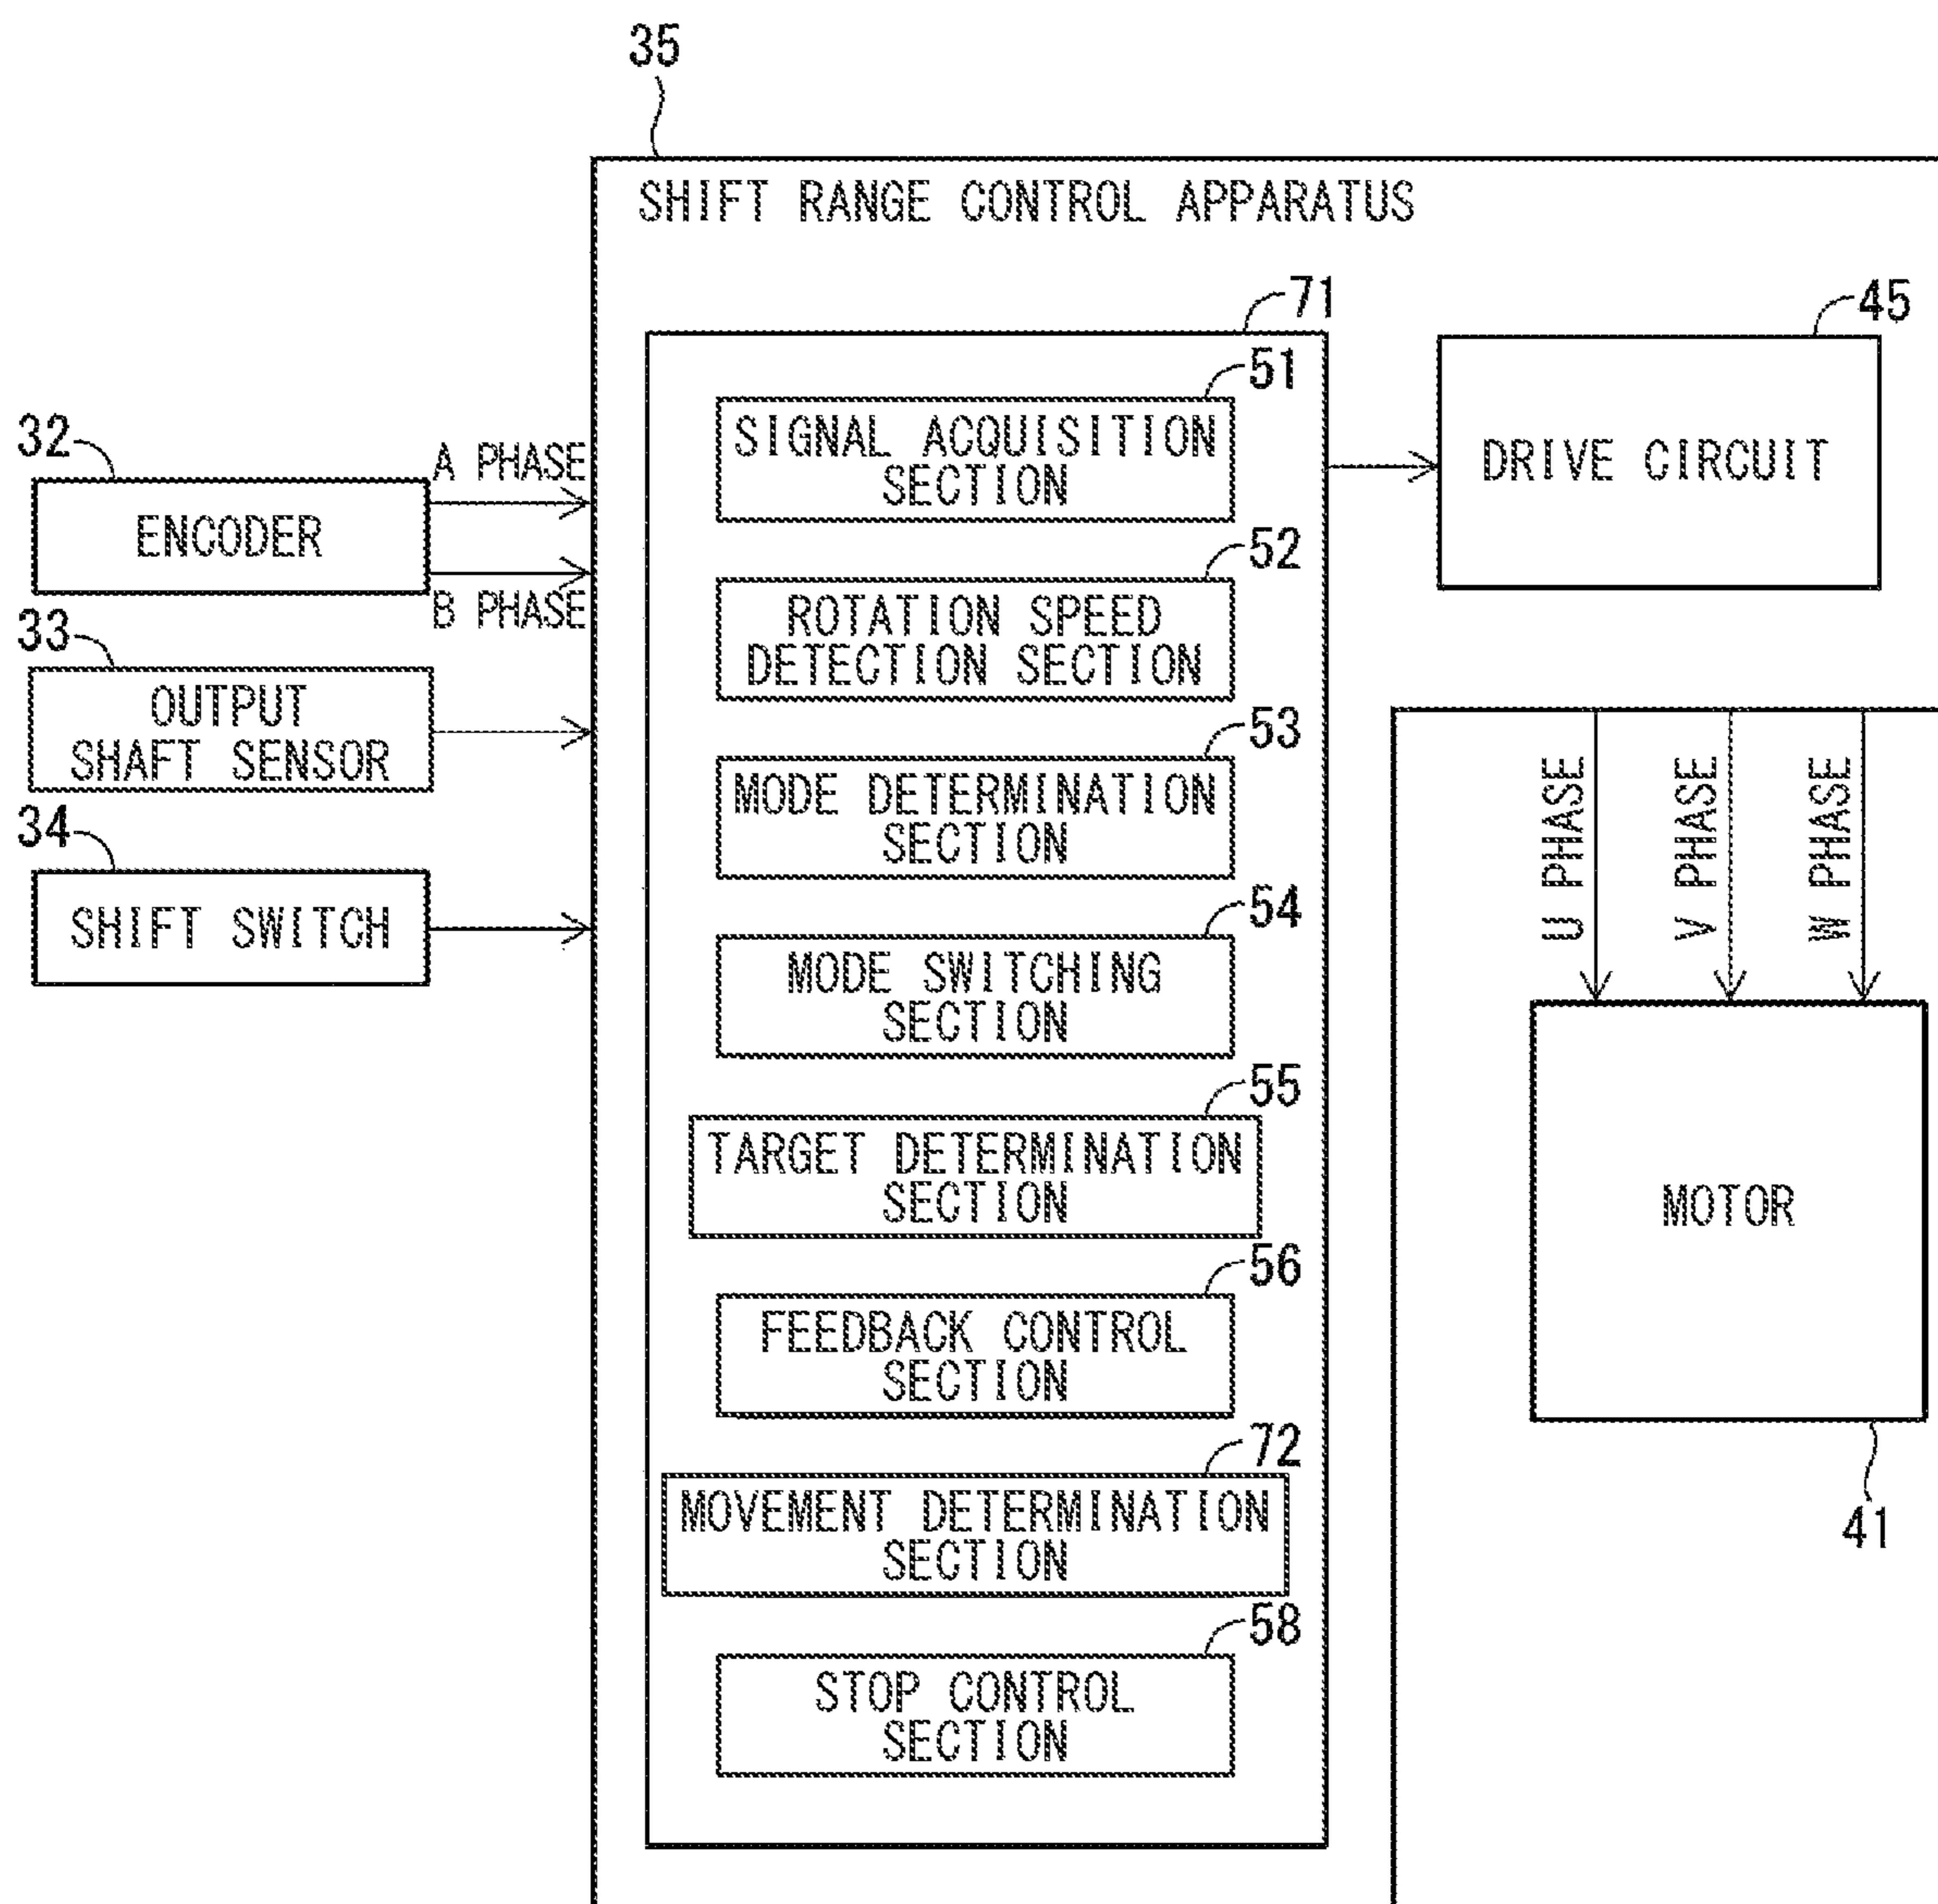 35
SHIFT RANGE CONTROL APPARATUS
71
45
51
SIGNAL ACQUISITION
SECTION
DRIVE CIRCUIT
32
ENCODER
A PHASE
B PHASE
52
ROTATION SPEED
DETECTION SECTION
33
OUTPUT
SHAFT SENSOR
53
MODE DETERMINATION
SECTION
U PHASE
V PHASE
W PHASE
34
SHIFT SWITCH
54
MODE SWITCHING
SECTION
55
TARGET DETERMINATION
SECTION
MOTOR
56
FEEDBACK CONTROL
SECTION
72
MOVEMENT DETERMINATION
SECTION
41
58
STOP CONTROL
SECTION